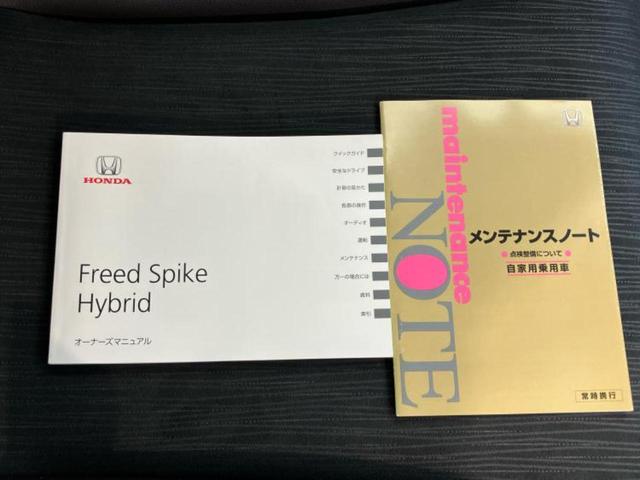 HONDA
Freed Spike
Hybrid
オーナーズマニュアル
クイックガイド
安全なドライブ
計器の見かた
各部の操作
オーディオ
運転
メンテナンス
万一の場合には
資料
索引
maintenance
NOTE
メンテナンスノート
点検整備について
自家用乗用車
常時携行